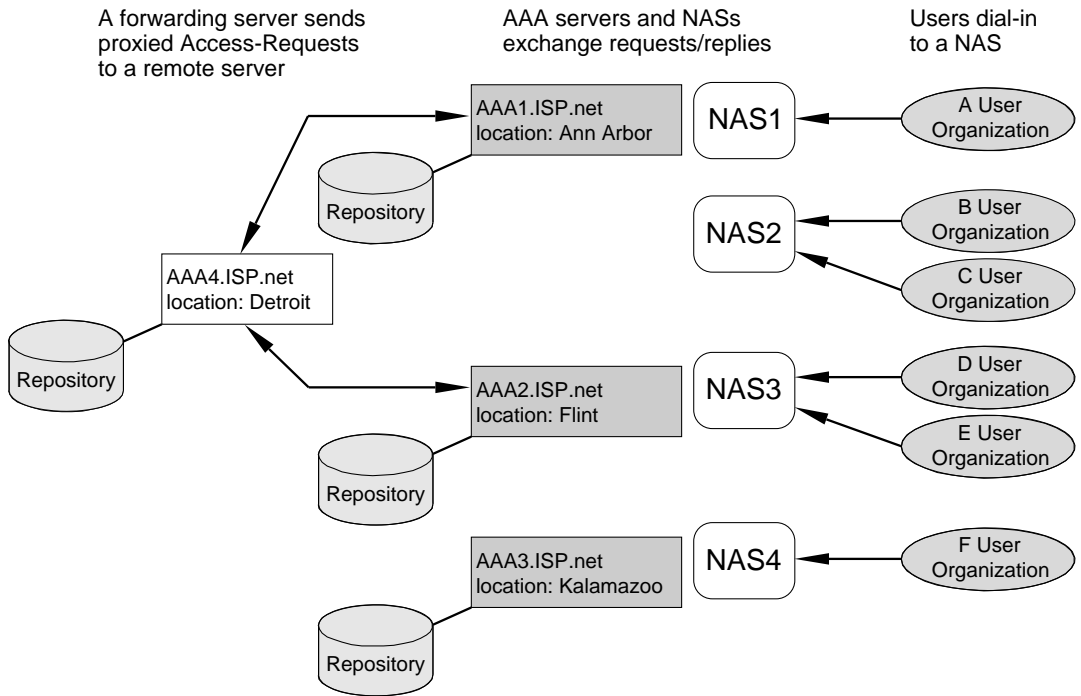 A forwarding server sends
proxied Access-Requests
to a remote server
AAA servers and NASs
exchange requests/replies
Users dial-in
to a NAS
AAA1.ISP.net
location: Ann Arbor
NAS1
A User
Organization
Repository
NAS2
B User
Organization
C User
Organization
AAA4.ISP.net
location: Detroit
Repository
AAA2.ISP.net
location: Flint
NAS3
D User
Organization
E User
Organization
Repository
AAA3.ISP.net
location: Kalamazoo
NAS4
F User
Organization
Repository